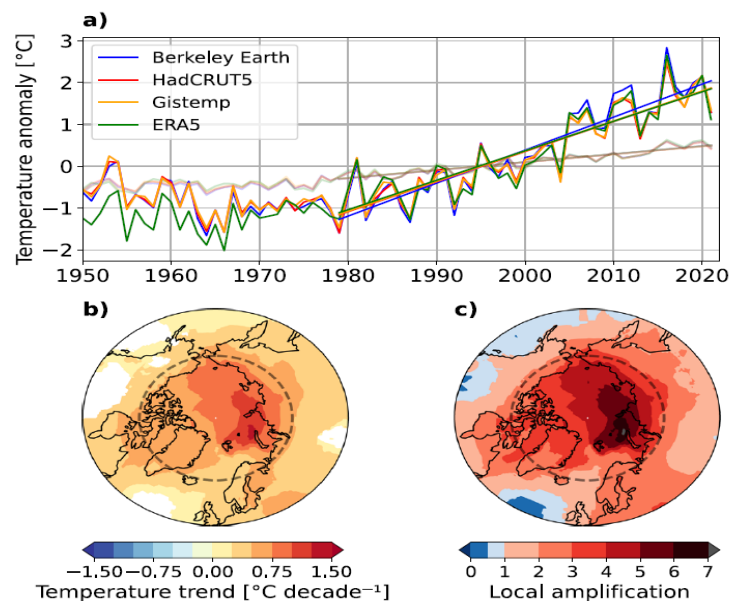 a)
Temperature anomaly [°C]
3
2
1
0
−1
−2
Berkeley Earth
HadCRUT5
Gistemp
ERA5
1950 1960 1970 1980 1990 2000 2010 2020
b)
c)
−1.50 −0.75 0.00 0.75 1.50
Temperature trend [°C decade⁻¹]
0 1 2 3 4 5 6 7
Local amplification